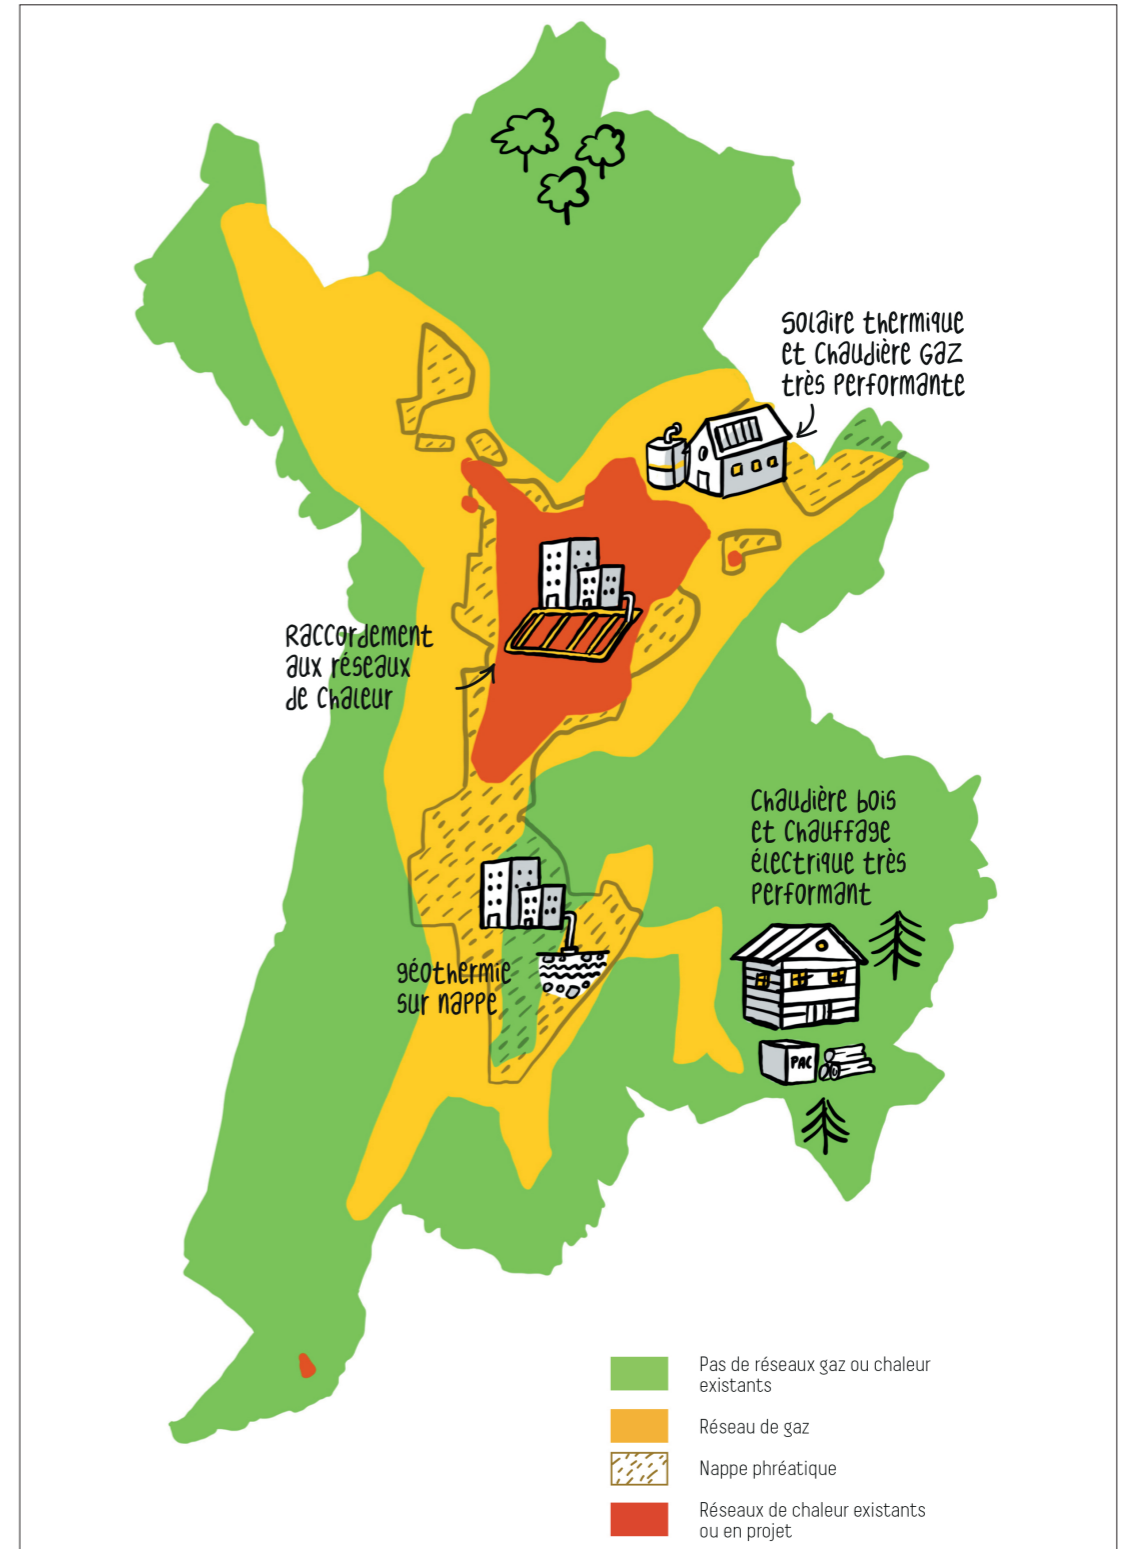 Solaire thermique
et Chaudière Gaz
très Performante
Raccordement
aux réseaux
de Chaleur
Chaudière bois
et Chauffage
électrique très
Performant
géothermie
sur nappe
PAC
Pas de réseaux gaz ou chaleur
existants
Réseau de gaz
Nappe phréatique
Réseaux de chaleur existants
ou en projet